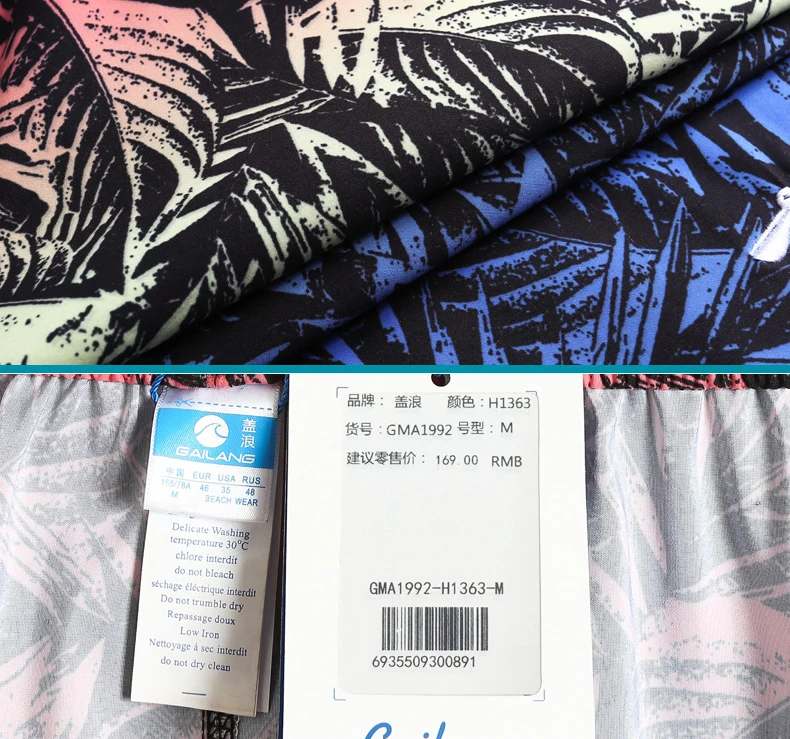 盖
浪
GAILANG
中国 EUR USA RUS
165/78A 46 35 48
M BEACH WEAR
Delicate Washing
temperature 30°C
chlore interdit
do not bleach
séchage éléctrique interdit
Do not trumble dry
Repassage doux
Low Iron
Nettoyage à sec interdit
do not dry clean
品牌： 盖浪 颜色：H1363
货号：GMA1992 号型：M
建议零售价： 169.00 RMB
GMA1992-H1363-M
6935509300891